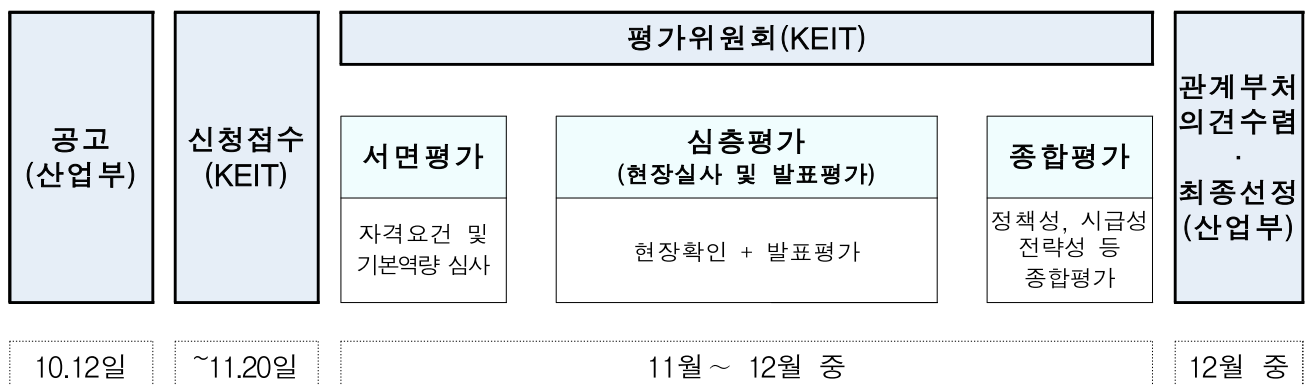 공고
(산업부)
신청접수
(KEIT)
평가위원회(KEIT)
서면평가
자격요건 및
기본역량 심사
심층평가
(현장실사 및 발표평가)
현장확인 + 발표평가
종합평가
정책성, 시급성
전략성 등
종합평가
관계부처
의견수렴
·
최종선정
(산업부)
10.12일
~11.20일
11월~ 12월 중
12월 중